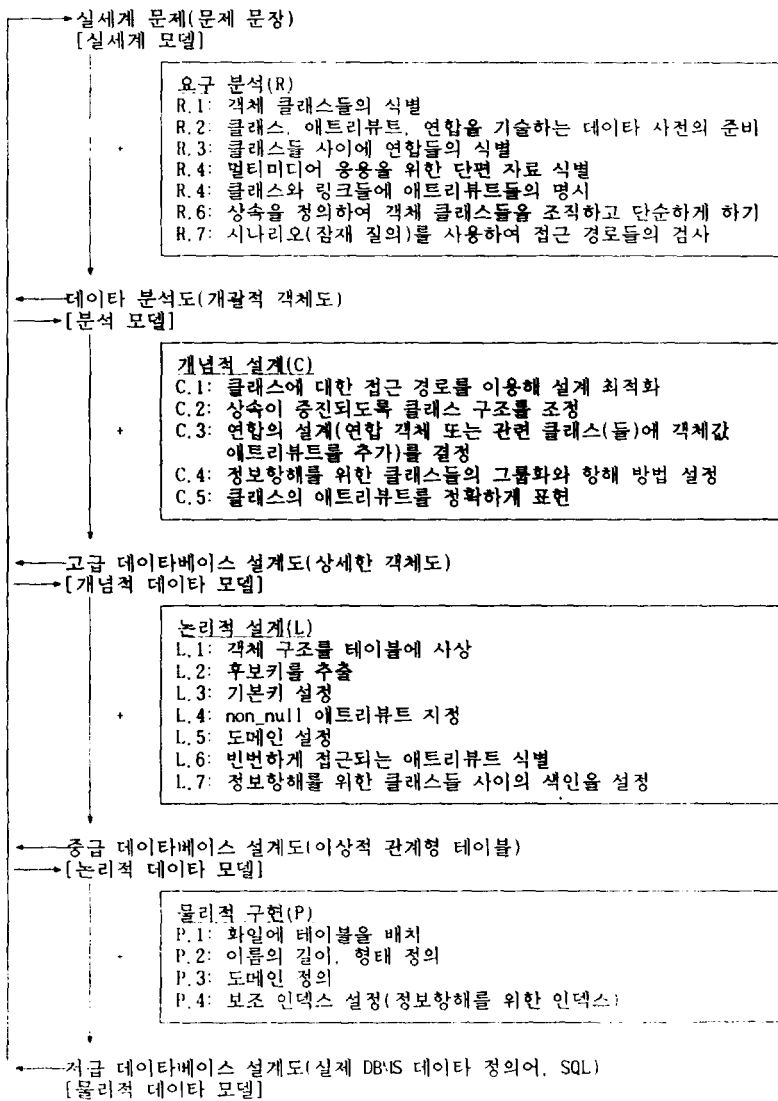 실세계 문제(문제 문장)
[실세계 모델]
요구 분석(R)
R.1: 객체 클래스들의 식별
R.2: 클래스, 애트리뷰트, 연합을 기술하는 데이타 사전의 준비
R.3: 클래스들 사이에 연합들의 식별
R.4: 멀티미디어 응용을 위한 단편 자료 식별
R.4: 클래스와 링크들에 애트리뷰트들의 명시
R.6: 상속을 정의하여 객체 클래스들을 조직하고 단순하게 하기
R.7: 시나리오(잠재 질의)를 사용하여 접근 경로들의 검사
데이타 분석도(개괄적 객체도)
[분석 모델]
개념적 설계(C)
C.1: 클래스에 대한 접근 경로를 이용해 설계 최적화
C.2: 상속이 증진되도록 클래스 구조를 조정
C.3: 연합의 설계(연합 객체 또는 관련 클래스(들)에 객체값
애트리뷰트를 추가)를 결정
C.4: 정보항해를 위한 클래스들의 그룹화와 항해 방법 설정
C.5: 클래스의 애트리뷰트를 정확하게 표현
고급 데이타베이스 설계도(상세한 객체도)
[개념적 데이타 모델]
논리적 설계(L)
L.1: 객체 구조를 테이블에 사상
L.2: 후보키를 추출
L.3: 기본키 설정
L.4: non_null 애트리뷰트 지정
L.5: 도메인 설정
L.6: 빈번하게 접근되는 애트리뷰트 식별
L.7: 정보항해를 위한 클래스들 사이의 색인을 설정
중급 데이타베이스 설계도(이상적 관계형 테이블)
[논리적 데이타 모델]
물리적 구현(P)
P.1: 화일에 테이블을 배치
P.2: 이름의 길이, 형태 정의
P.3: 도메인 정의
P.4: 보조 인덱스 설정(정보항해를 위한 인덱스)
저급 데이타베이스 설계도(실제 DBMS 데이타 정의어, SQL)
[물리적 데이타 모델]